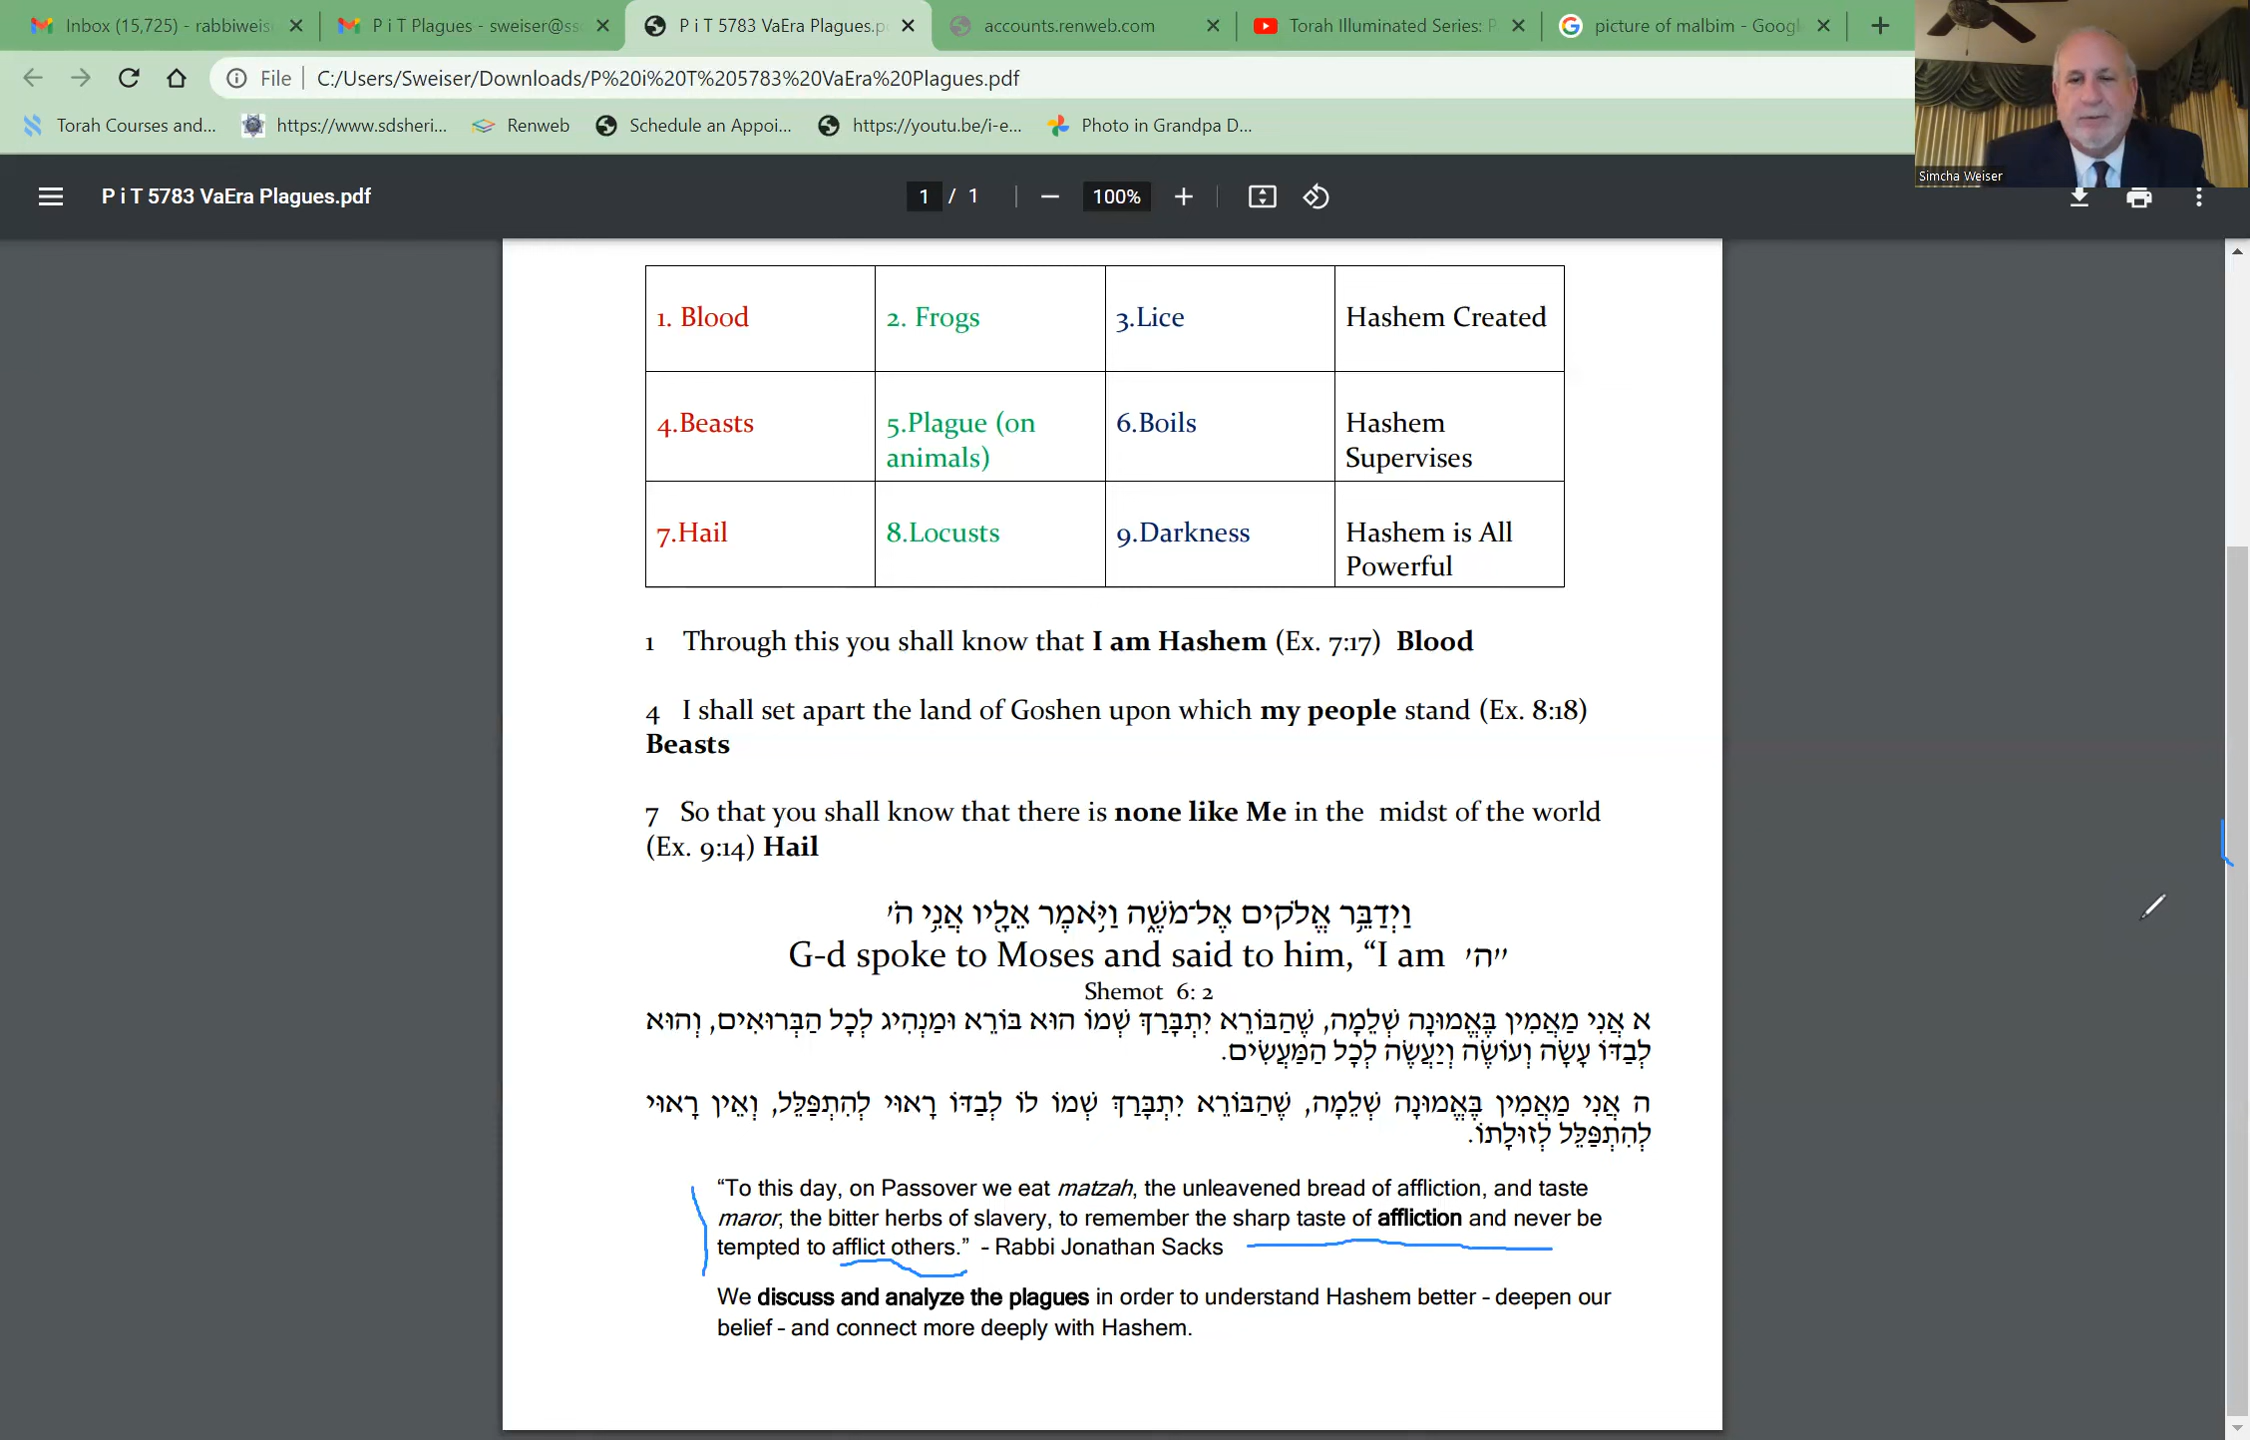 Inbox (15,725) - rabbiweis
P i T Plagues - sweiser@ss
P i T 5783 VaEra Plagues.p
accounts.renweb.com
Torah Illuminated Series: P
picture of malbim - Googl
File
C:/Users/Sweiser/Downloads/P%20i%20T%205783%20VaEra%20Plagues.pdf
Torah Courses and...
https://www.sdsheri...
Renweb
Schedule an Appoi...
https://youtu.be/i-e...
Photo in Grandpa D...
Simcha Weiser
P i T 5783 VaEra Plagues.pdf
1 / 1
100%
1. Blood
2. Frogs
3.Lice
Hashem Created
4.Beasts
5.Plague (on
animals)
6.Boils
Hashem
Supervises
7.Hail
8.Locusts
9.Darkness
Hashem is All
Powerful
1 Through this you shall know that I am Hashem (Ex. 7:17) Blood
4 I shall set apart the land of Goshen upon which my people stand (Ex. 8:18)
Beasts
7 So that you shall know that there is none like Me in the midst of the world
(Ex. 9:14) Hail
וַיְדַבֵּ֥ר אֱלֹקים אֶל־מֹשֶׁ֑ה וַיֹּ֥אמֶר אֵלָ֖יו אֲנִ֥י ה׳
G-d spoke to Moses and said to him, “I am ה׳״
Shemot 6: 2
א אֲנִי מַאֲמִין בֶּאֱמוּנָה שְׁלֵמָה, שֶׁהַבּוֹרֵא יִתְבָּרַךְ שְׁמוֹ הוּא בּוֹרֵא וּמַנְהִיג לְכָל הַבְּרוּאִים, וְהוּא
לְבַדּוֹ עָשָׂה וְעוֹשֶׂה וְיַעֲשֶׂה לְכָל הַמַּעֲשִׂים.
ה אֲנִי מַאֲמִין בֶּאֱמוּנָה שְׁלֵמָה, שֶׁהַבּוֹרֵא יִתְבָּרַךְ שְׁמוֹ לוֹ לְבַדּוֹ רָאוּי לְהִתְפַּלֵּל, וְאֵין רָאוּי
לְהִתְפַּלֵּל לְזוּלָתוֹ.
“To this day, on Passover we eat matzah, the unleavened bread of affliction, and taste
maror, the bitter herbs of slavery, to remember the sharp taste of affliction and never be
tempted to afflict others.” - Rabbi Jonathan Sacks
We discuss and analyze the plagues in order to understand Hashem better - deepen our
belief - and connect more deeply with Hashem.